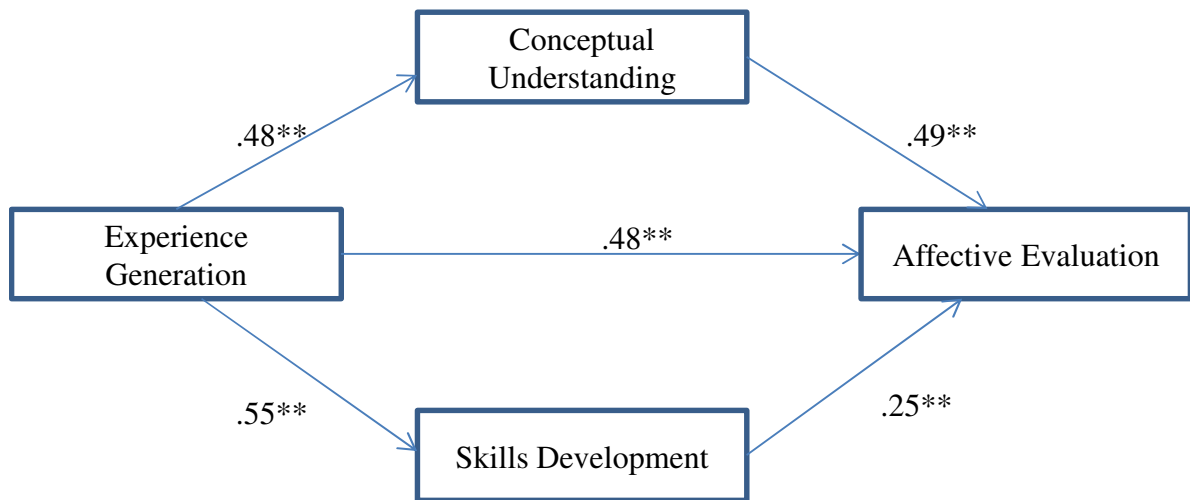 Conceptual
Understanding
.48**
.49**
Experience
Generation
.48**
Affective Evaluation
.55**
.25**
Skills Development